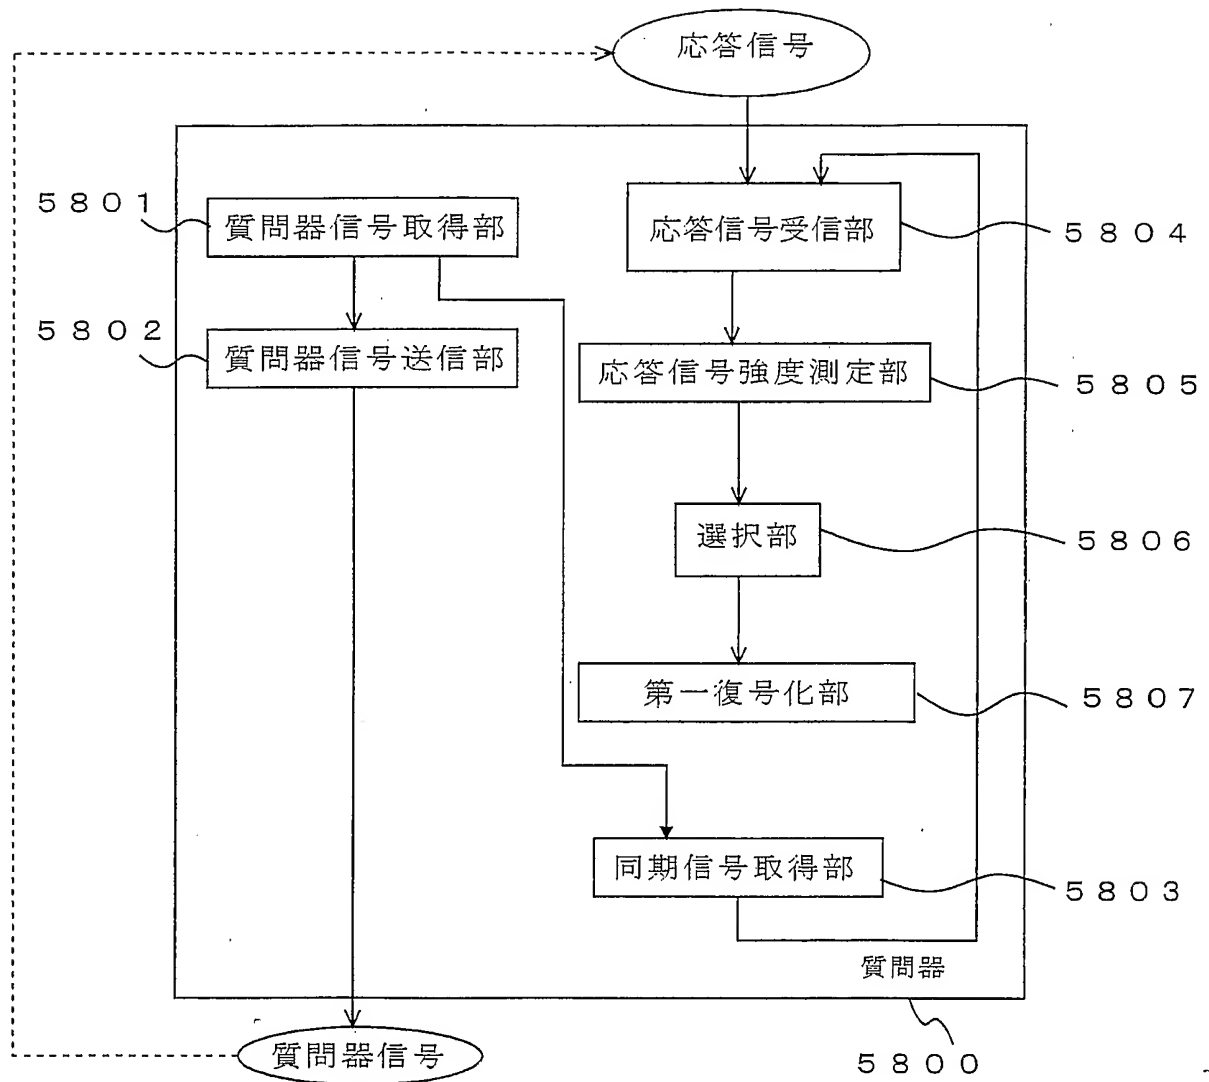 応答信号
５８０１
質問器信号取得部
応答信号受信部
５８０４
５８０２
質問器信号送信部
応答信号強度測定部
５８０５
選択部
５８０６
第一復号化部
５８０７
同期信号取得部
５８０３
質問器
質問器信号
５８００